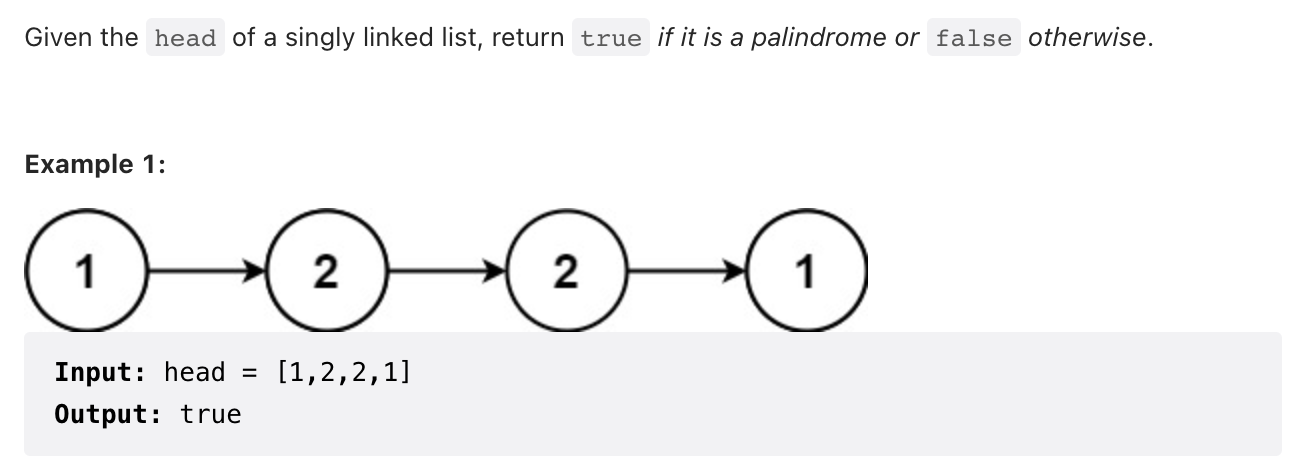 Given the head of a singly linked list, return true if it is a palindrome or false otherwise.
Example 1:
1 2 2 1
Input: head = [1,2,2,1]
Output: true